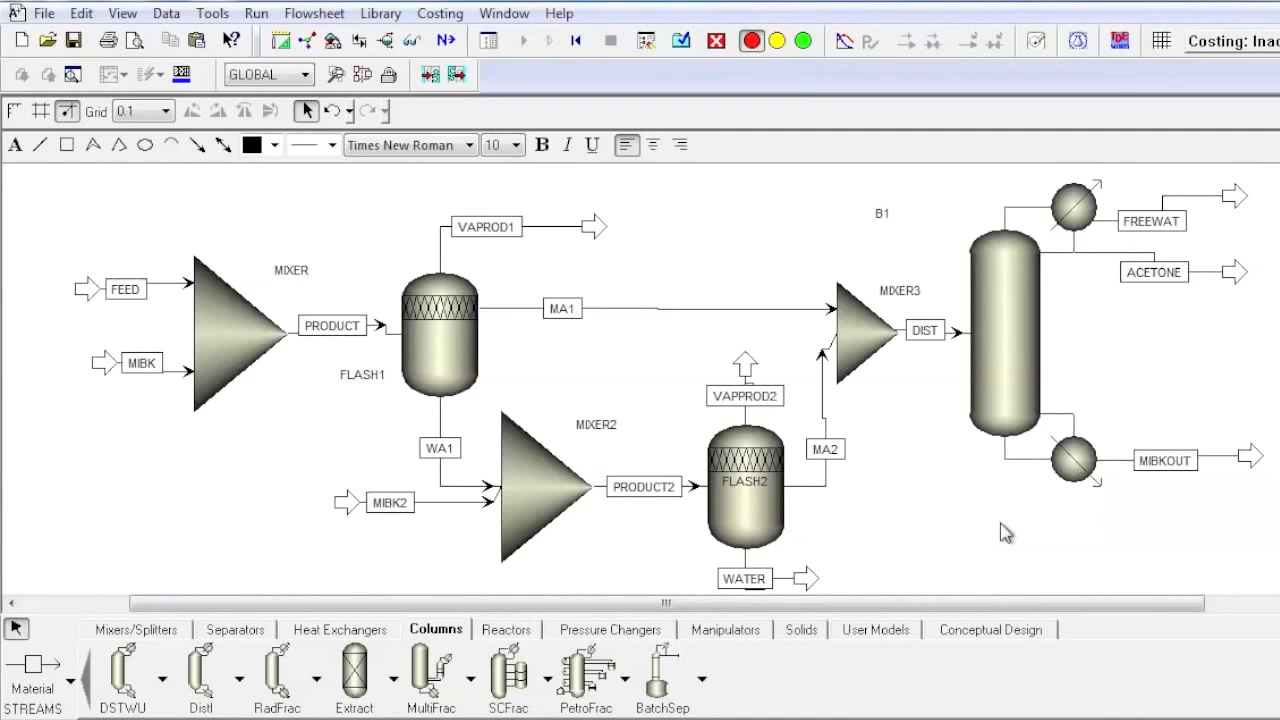 File Edit View Data Tools Run Flowsheet Library Costing Window Help
N>
Costing: Inac
GLOBAL
Grid 0.1
A Times New Roman 10 B I U
B1
FREEWAT
VAPROD1
MIXER
ACETONE
FEED
MIXER3
MA1
PRODUCT
DIST
MIBK
FLASH1
VAPPROD2
MIXER2
WA1
MA2
MIBKOUT
FLASH2
PRODUCT2
MIBK2
WATER
Mixers/Splitters Separators Heat Exchangers Columns Reactors Pressure Changers Manipulators Solids User Models Conceptual Design
Material
STREAMS
DSTWU Distl RadFrac Extract MultiFrac SCFrac PetroFrac BatchSep